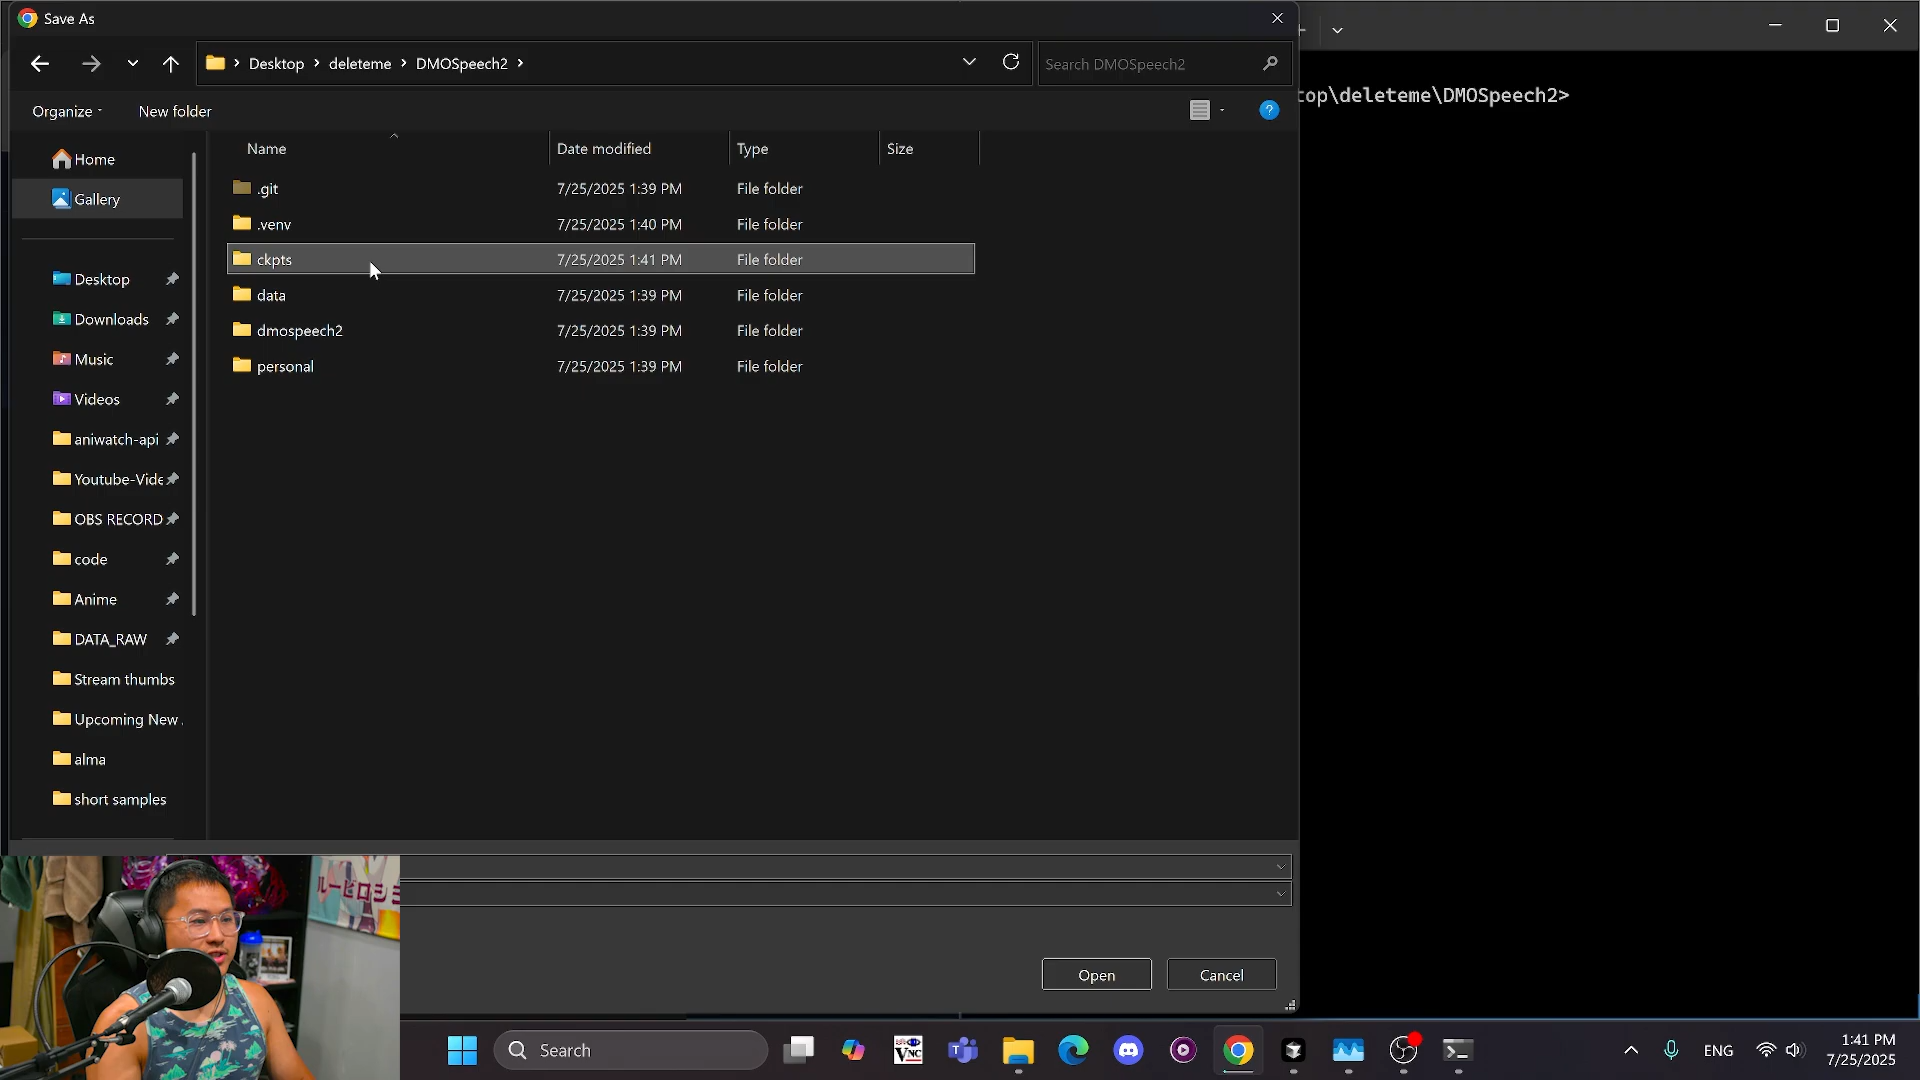 Save As
Desktop > deleteme > DMOSpeech2 >
Search DMOSpeech2
top\deleteme\DMOSpeech2>
Organize
New folder
Name
Date modified
Type
Size
.git
7/25/2025 1:39 PM
File folder
.venv
7/25/2025 1:40 PM
File folder
ckpts
7/25/2025 1:41 PM
File folder
data
7/25/2025 1:39 PM
File folder
dmospeech2
7/25/2025 1:39 PM
File folder
personal
7/25/2025 1:39 PM
File folder
Home
Gallery
Desktop
Downloads
Music
Videos
aniwatch-api
Youtube-Vide
OBS RECORD
code
Anime
DATA_RAW
Stream thumbs
Upcoming New
alma
short samples
Open
Cancel
Search
VNC
ENG
1:41 PM
7/25/2025